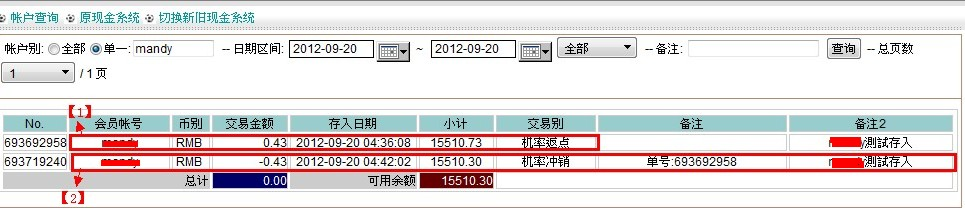 帐户查询 原现金系统 切换新旧现金系统
帐户别: 全部 单一: mandy -- 日期区间: 2012-09-20 ~ 2012-09-20 全部 -- 备注: 查询 -- 总页数
1 / 1 页
【1】
No. 会员帐号 币别 交易金额 存入日期 小计 交易别 备注 备注2
693692958 RMB 0.43 2012-09-20 04:36:08 15510.73 机率返点 y測試存入
693719240 RMB -0.43 2012-09-20 04:42:02 15510.30 机率冲销 单号:693692958 y測試存入
总计 0.00 可用余额 15510.30
【2】